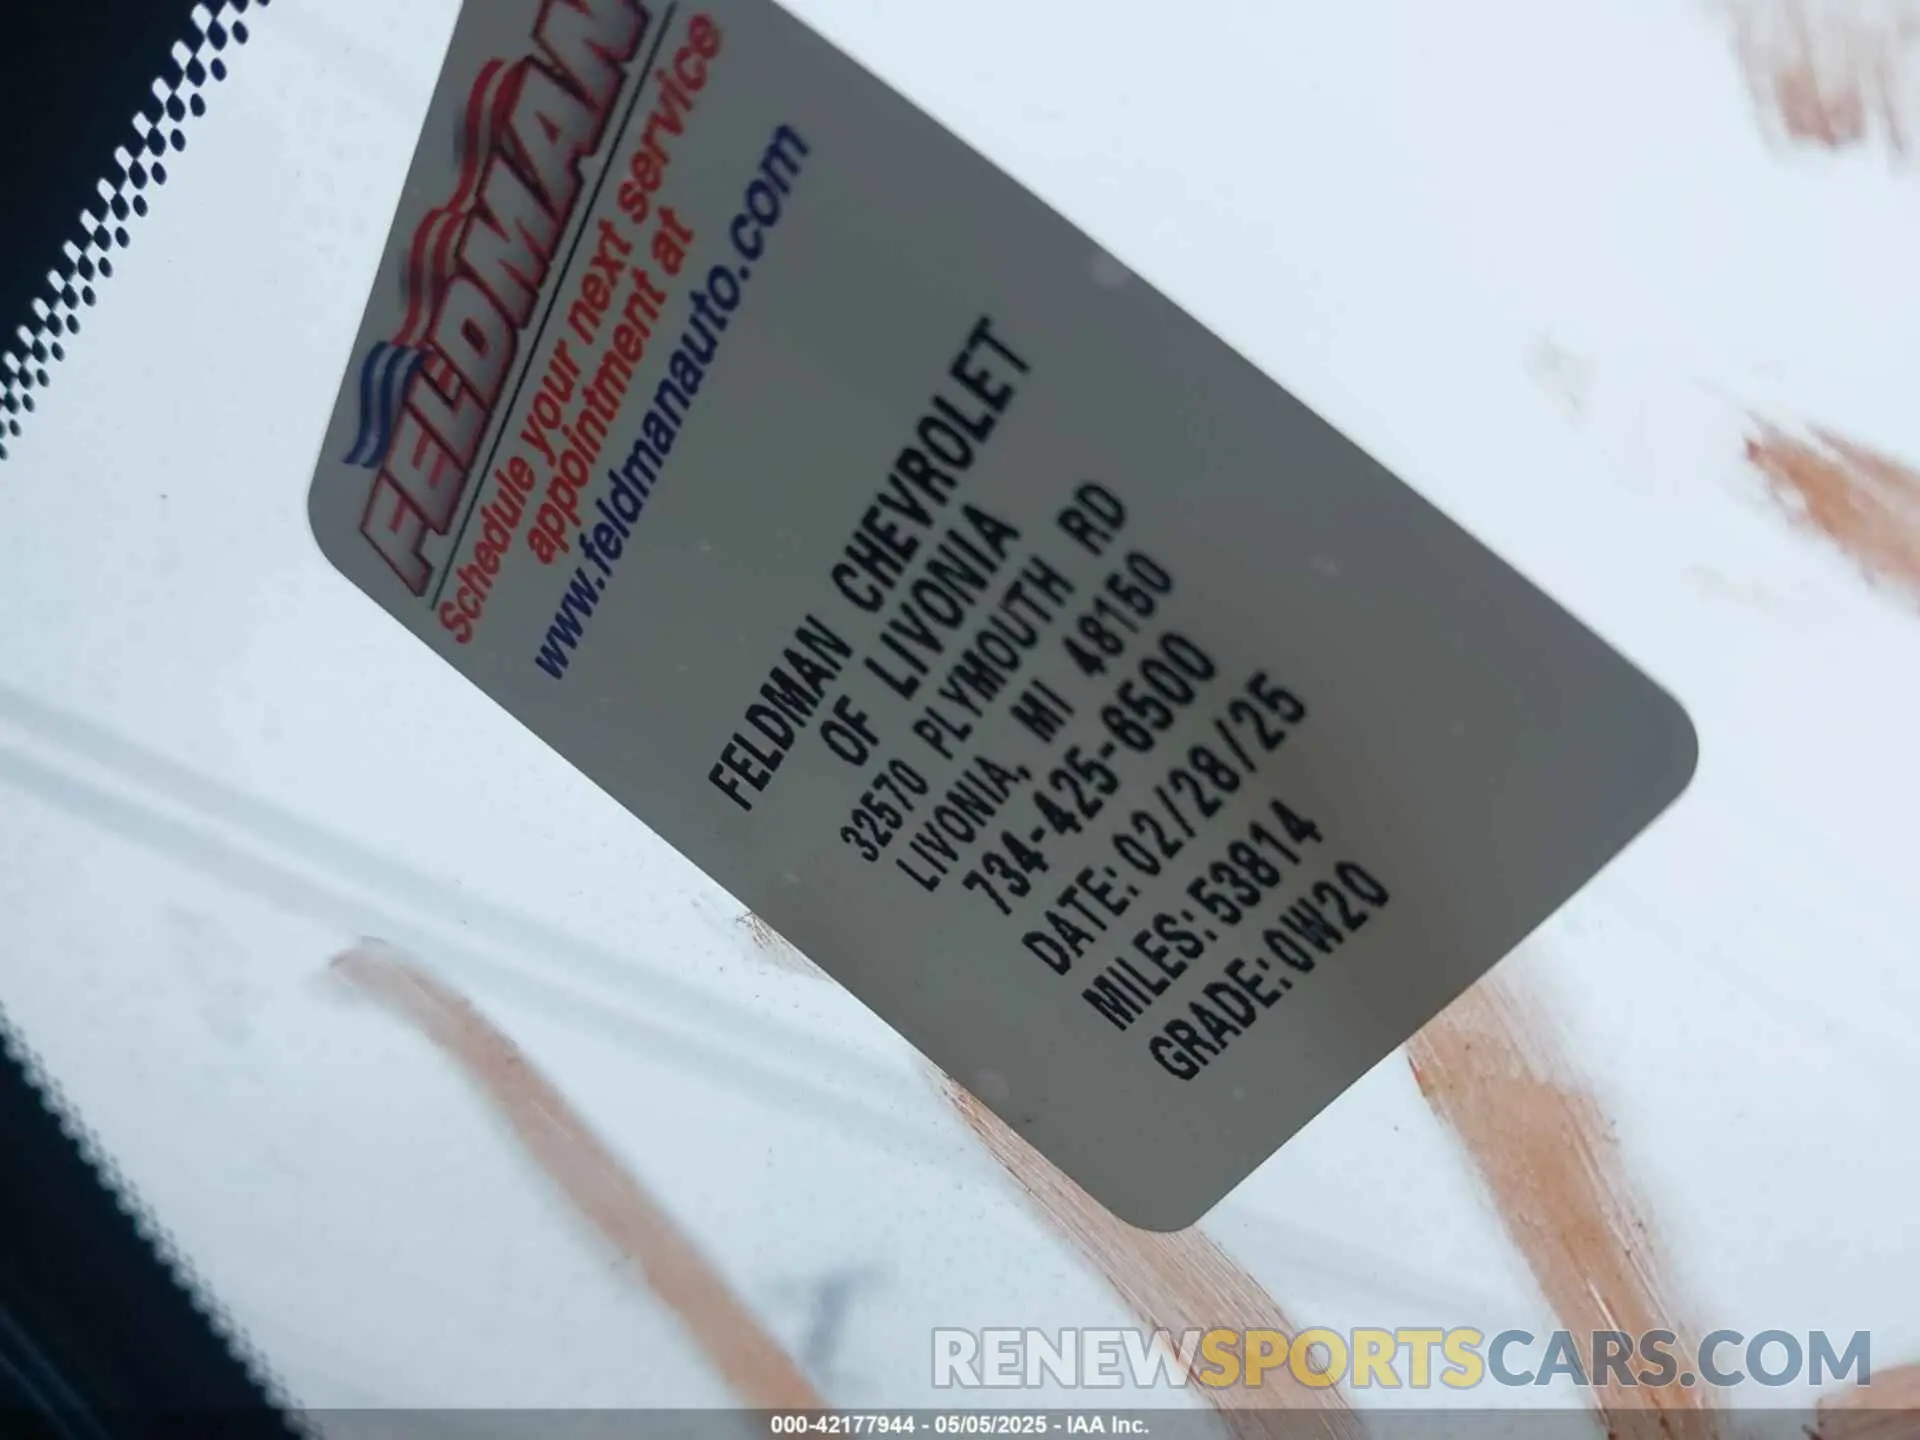 FELDMAN
Schedule your next service
appointment at
www.feldmanauto.com
FELDMAN CHEVROLET
OF LIVONIA
32570 PLYMOUTH RD
LIVONIA, MI 48150
734-425-6500
DATE: 02/28/25
MILES: 53814
GRADE: 0W20
RENEWSPORTSCARS.COM
000-42177944 - 05/05/2025 - IAA Inc.